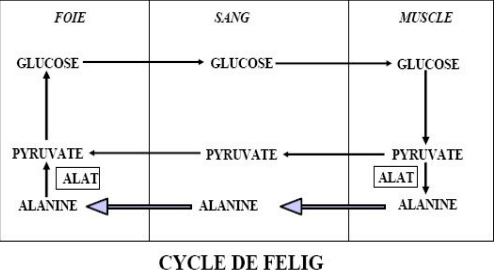 FOIE SANG MUSCLE
GLUCOSE GLUCOSE GLUCOSE
PYRUVATE PYRUVATE PYRUVATE
ALAT ALAT
ALANINE ALANINE ALANINE
CYCLE DE FELIG